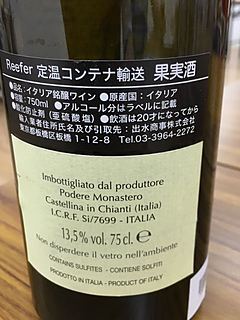 Reefer 定温コンテナ輸送 果実酒
●品名：イタリア銘醸ワイン ●原産国：イタリア
●容量：750ml ●アルコール分はラベルに記載
酸化防止剤（亜硫酸塩） ●飲酒は20才になってから
輸入業者住所氏名及び引取先：出水商事株式会社
東京都板橋区板橋 1-12-8 Tel.03-3964-2272
Imbottigliato dal produttore
Podere Monastero
Castellina in Chianti (Italia)
I.C.R.F. Si/7699 - ITALIA
13,5% vol. 75 cl. ℮
Non disperdere il vetro nell'ambiente
CONTAINS SULFITES - CONTIENE SOLFITI
PRODOTTO IN ITALIA - PRODUCT OF ITALY